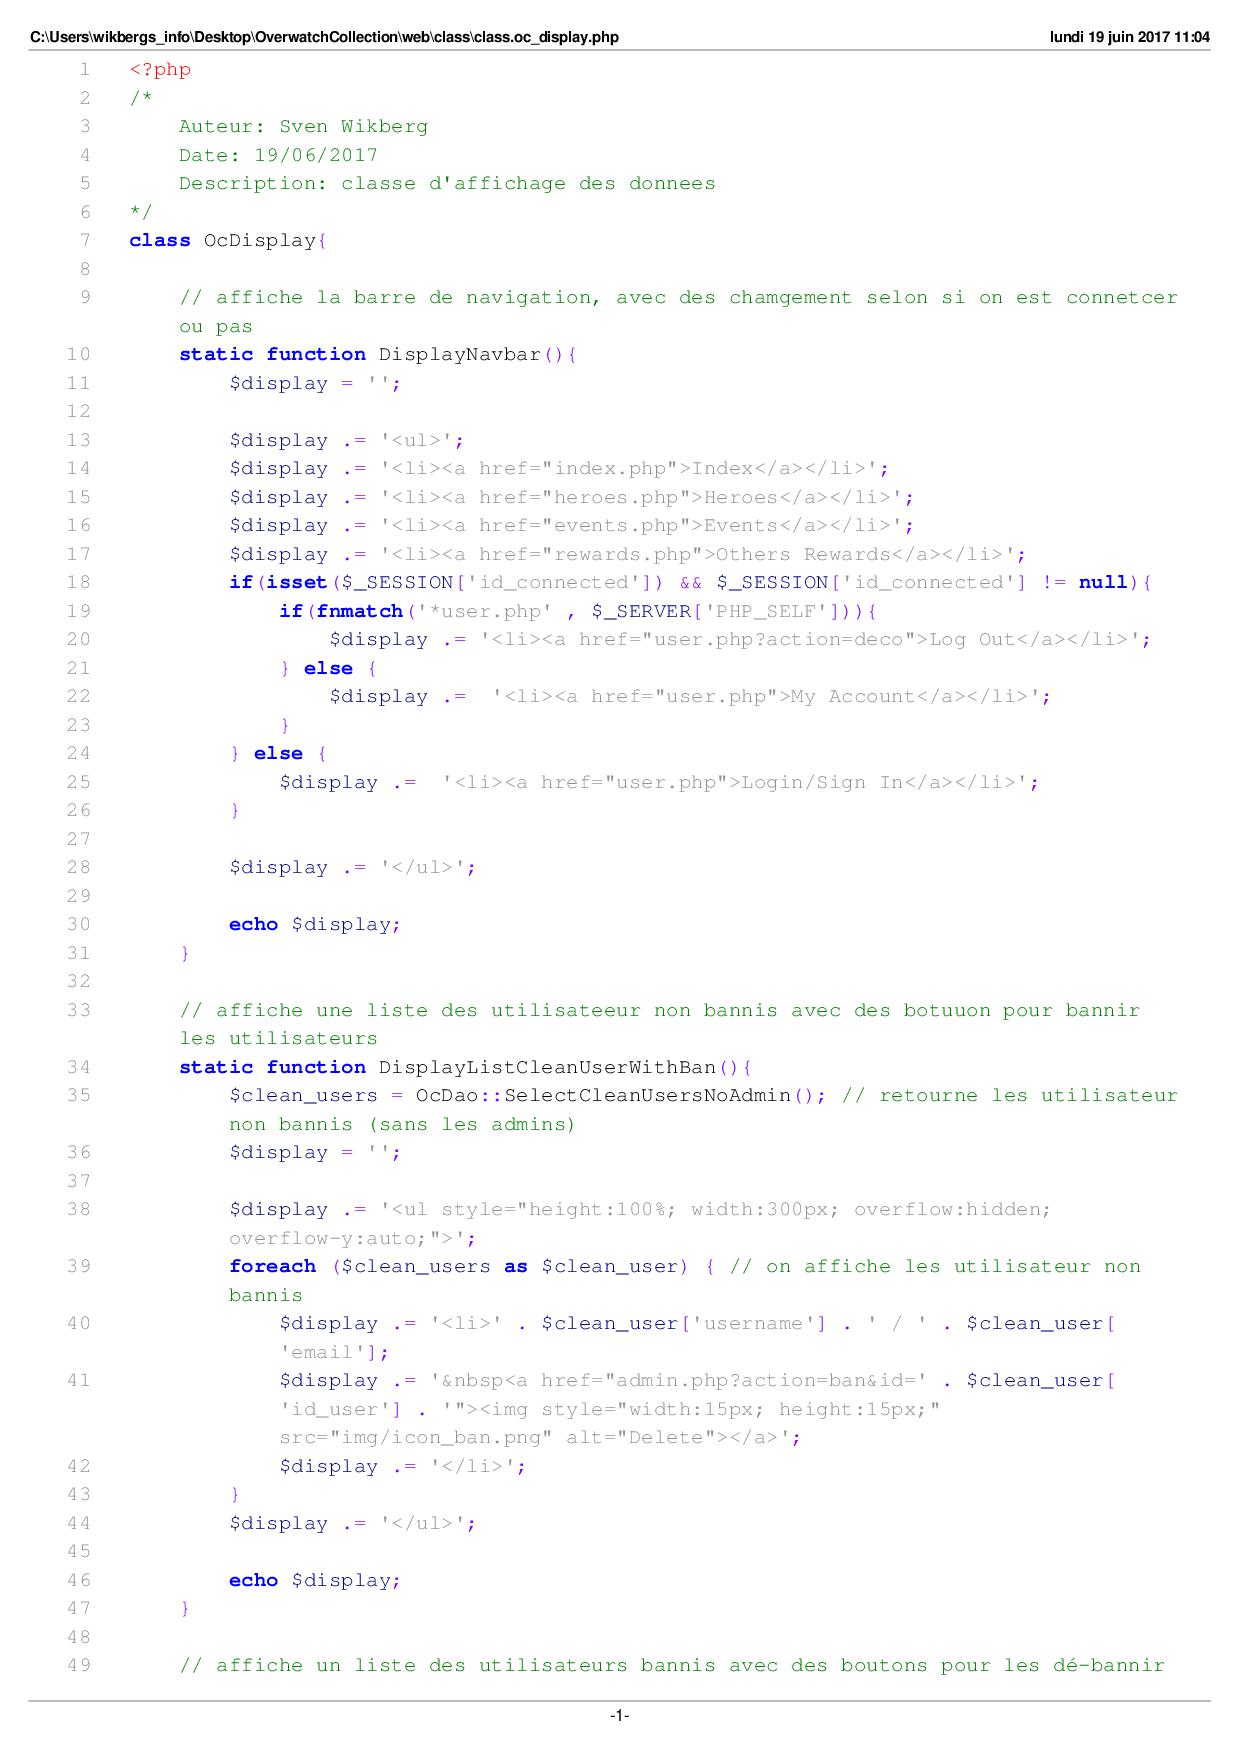 C:\Users\wikbergs_info\Desktop\OverwatchCollection\web\class\class.oc_display.php lundi 19 juin 2017 11:04
1 <?php
2 /*
3 Auteur: Sven Wikberg
4 Date: 19/06/2017
5 Description: classe d'affichage des donnees
6 */
7 class OcDisplay{
8
9 // affiche la barre de navigation, avec des chamgement selon si on est connetcer
ou pas
10 static function DisplayNavbar(){
11 $display = '';
12
13 $display .= '<ul>';
14 $display .= '<li><a href="index.php">Index</a></li>';
15 $display .= '<li><a href="heroes.php">Heroes</a></li>';
16 $display .= '<li><a href="events.php">Events</a></li>';
17 $display .= '<li><a href="rewards.php">Others Rewards</a></li>';
18 if(isset($_SESSION['id_connected']) && $_SESSION['id_connected'] != null){
19 if(fnmatch('*user.php' , $_SERVER['PHP_SELF'])){
20 $display .= '<li><a href="user.php?action=deco">Log Out</a></li>';
21 } else {
22 $display .=  '<li><a href="user.php">My Account</a></li>';
23 }
24 } else {
25 $display .=  '<li><a href="user.php">Login/Sign In</a></li>';
26 }
27
28 $display .= '</ul>';
29
30 echo $display;
31 }
32
33 // affiche une liste des utilisateeur non bannis avec des botuuon pour bannir
les utilisateurs
34 static function DisplayListCleanUserWithBan(){
35 $clean_users = OcDao::SelectCleanUsersNoAdmin(); // retourne les utilisateur
non bannis (sans les admins)
36 $display = '';
37
38 $display .= '<ul style="height:100%; width:300px; overflow:hidden;
overflow-y:auto;">';
39 foreach ($clean_users as $clean_user) { // on affiche les utilisateur non
bannis
40 $display .= '<li>' . $clean_user['username'] . ' / ' . $clean_user[
'email'];
41 $display .= '&nbsp<a href="admin.php?action=ban&id=' . $clean_user[
'id_user'] . '"><img style="width:15px; height:15px;"
src="img/icon_ban.png" alt="Delete"></a>';
42 $display .= '</li>';
43 }
44 $display .= '</ul>';
45
46 echo $display;
47 }
48
49 // affiche un liste des utilisateurs bannis avec des boutons pour les dé-bannir
-1-